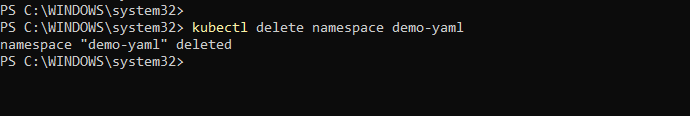 PS C:\WINDOWS\system32>
PS C:\WINDOWS\system32> kubectl delete namespace demo-yaml
namespace "demo-yaml" deleted
PS C:\WINDOWS\system32>